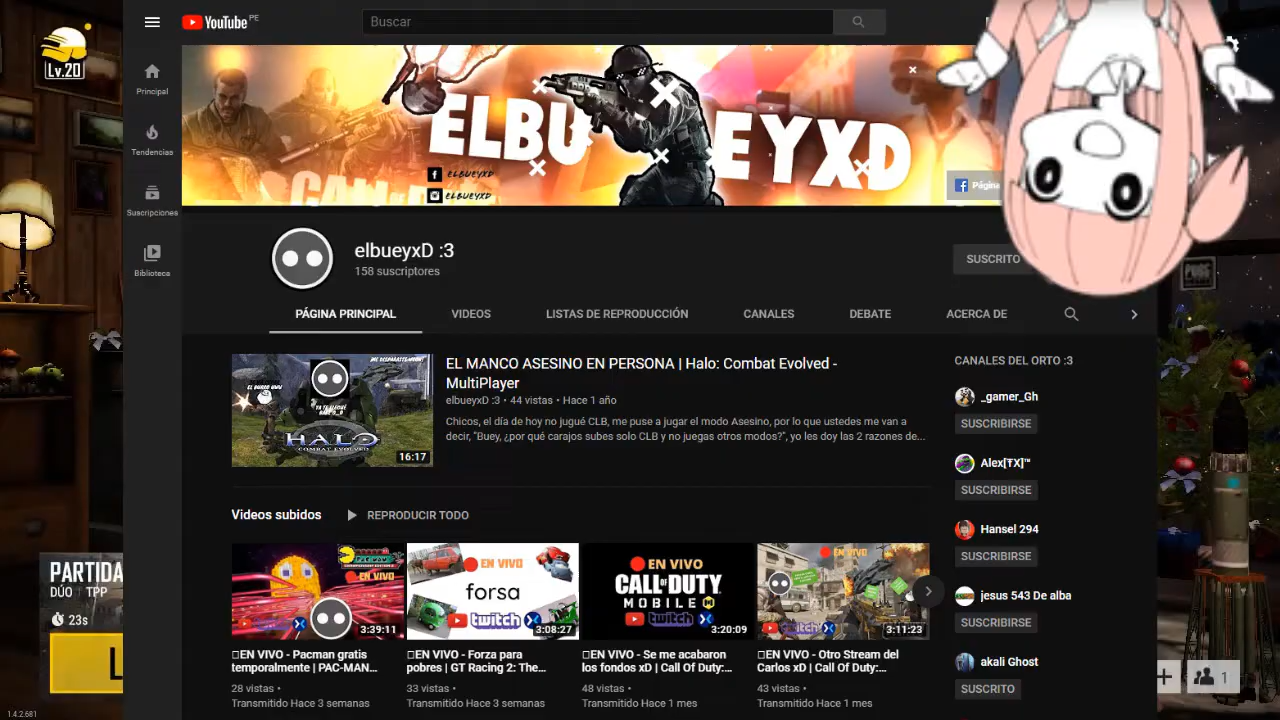 Lv.20
YouTube PE
Buscar
Principal
Tendencias
Suscripciones
Biblioteca
ELBU EYXD
ELBUEYXD
ELBUEYXD
Página
elbueyxD :3
158 suscriptores
SUSCRITO
PÁGINA PRINCIPAL
VIDEOS
LISTAS DE REPRODUCCIÓN
CANALES
DEBATE
ACERCA DE
HALO
COMBAT EVOLVED
16:17
EL MANCO ASESINO EN PERSONA | Halo: Combat Evolved -
MultiPlayer
elbueyxD :3 • 44 vistas • Hace 1 año
Chicos, el día de hoy no jugué CLB, me puse a jugar el modo Asesino, por lo que ustedes me van a
decir, "Buey, ¿por qué carajos subes solo CLB y no juegas otros modos?", yo les doy las 2 razones de...
CANALES DEL ORTO :3
_gamer_Gh
SUSCRIBIRSE
Alex[ŦX]™
SUSCRIBIRSE
Hansel 294
SUSCRIBIRSE
jesus 543 De alba
SUSCRIBIRSE
akali Ghost
SUSCRITO
Videos subidos
REPRODUCIR TODO
EN VIVO
3:39:11
EN VIVO
forsa
twitch
3:08:27
EN VIVO
CALL OF DUTY
MOBILE
twitch
3:20:09
EN VIVO
twitch
3:11:23
EN VIVO - Pacman gratis
temporalmente | PAC-MAN...
28 vistas •
Transmitido Hace 3 semanas
EN VIVO - Forza para
pobres | GT Racing 2: The...
33 vistas •
Transmitido Hace 3 semanas
EN VIVO - Se me acabaron
los fondos xD | Call Of Duty:...
48 vistas •
Transmitido Hace 1 mes
EN VIVO - Otro Stream del
Carlos xD | Call Of Duty:...
43 vistas •
Transmitido Hace 1 mes
PARTIDA
DÚO TPP
23s
L
1
1.4.2.681